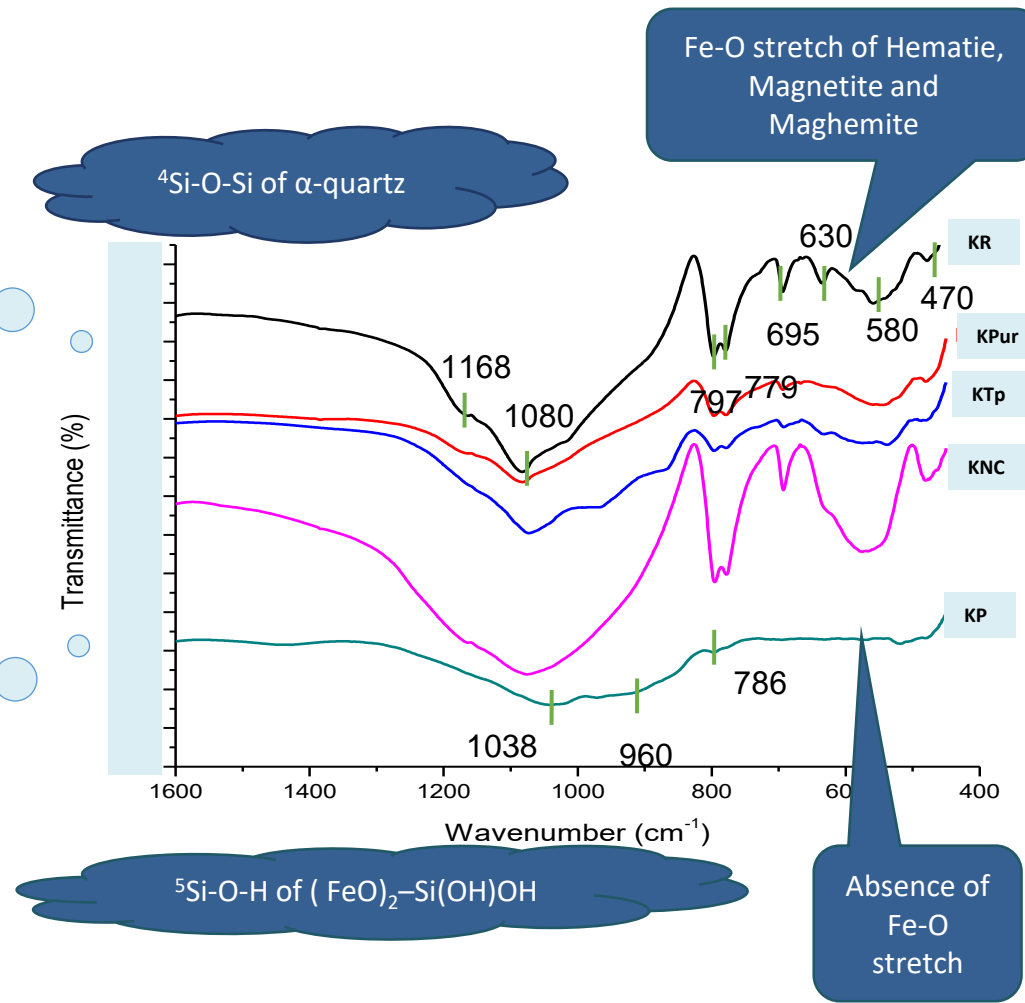 Fe-O stretch of Hematie,
Magnetite and
Maghemite
⁴Si-O-Si of α-quartz
KR
630
470
695
580
KPur
1168
779
797
KTp
1080
KNC
Transmittance (%)
KP
786
1038
960
1600
1400
1200
1000
800
600
400
Wavenumber (cm⁻¹)
⁵Si-O-H of ( FeO)₂–Si(OH)OH
Absence of
Fe-O
stretch